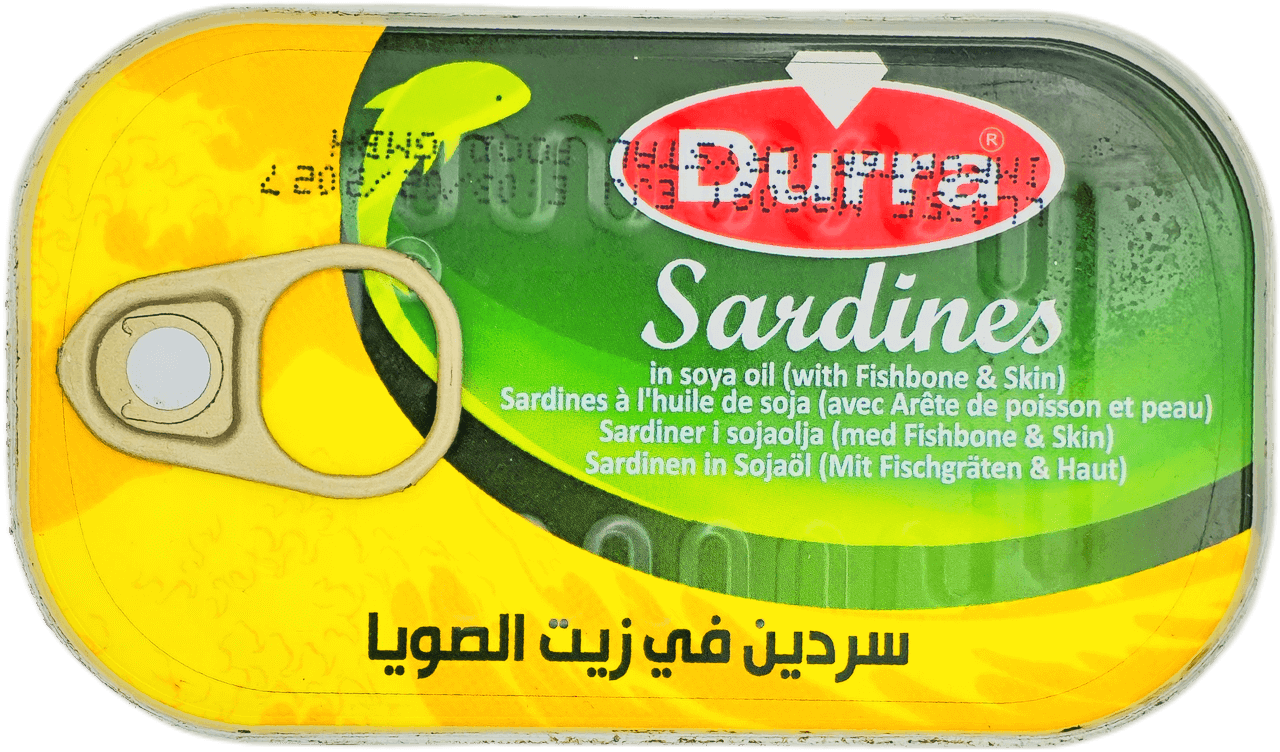 Durra
®
Sardines
in soya oil (with Fishbone & Skin)
Sardines à l'huile de soja (avec Arête de poisson et peau)
Sardiner i sojaolja (med Fishbone & Skin)
Sardinen in Sojaöl (Mit Fischgräten & Haut)
سردين في زيت الصويا